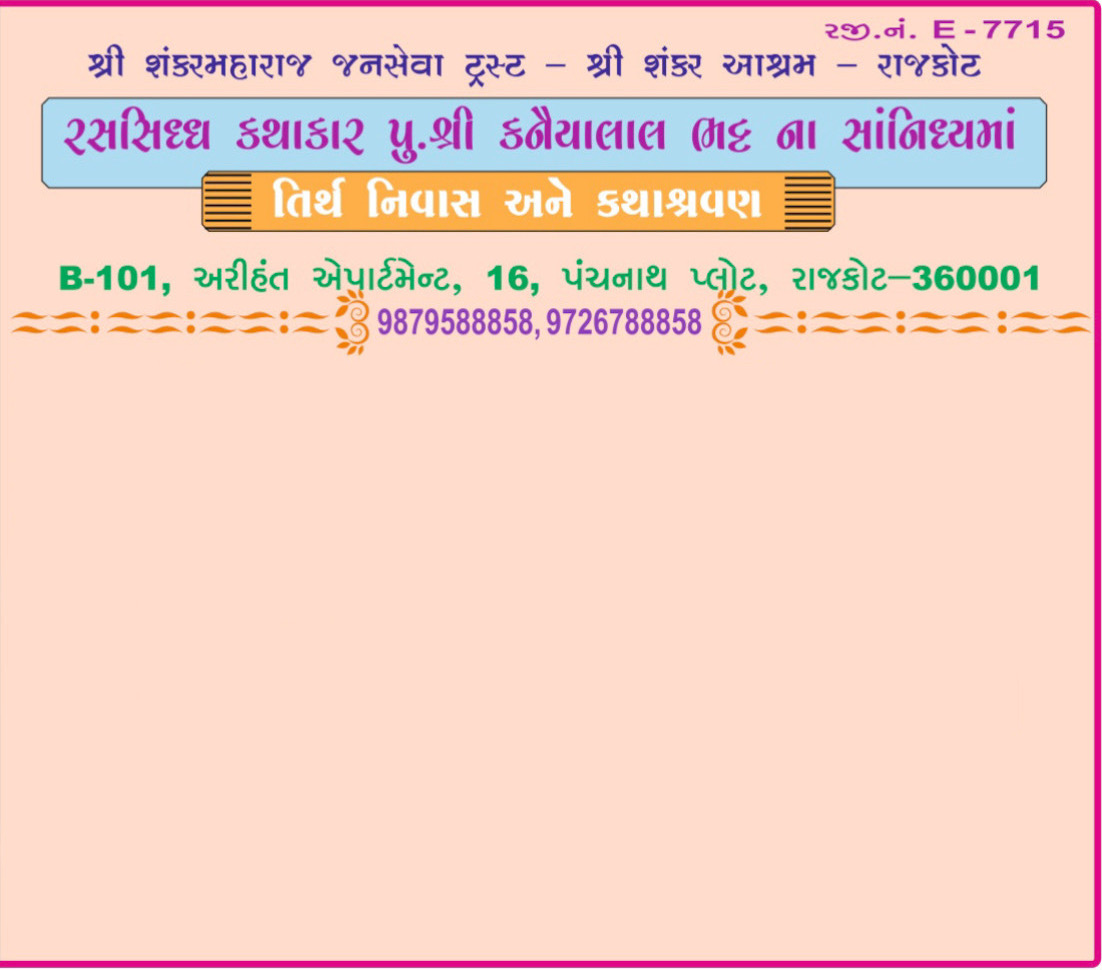 રજી.નં. E - 7715
શ્રી શંકરમહારાજ જનસેવા ટ્રસ્ટ – શ્રી શંકર આશ્રમ – રાજકોટ
રસસિધ્ધ કથાકાર પુ.શ્રી કનૈયાલાલ ભટ્ટ ના સાંનિધ્યમાં
તિર્થ નિવાસ અને કથાશ્રવણ
B-101, અરીહંત એપાર્ટમેન્ટ, 16, પંચનાથ પ્લોટ, રાજકોટ–360001
9879588858, 9726788858